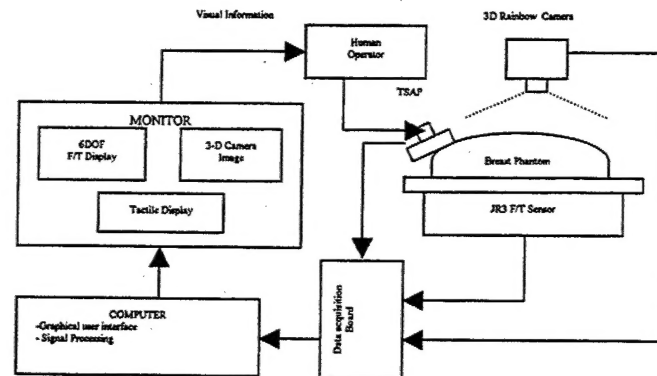 Visual Information
3D Rainbow Camera
Human
Operator
TSAP
MONITOR
6DOF
F/T Display
3-D Camera
Image
Tactile Display
Breast Phantom
JR3 F/T Sensor
Data acquisition
Board
COMPUTER
-Graphical user interface
- Signal Processing